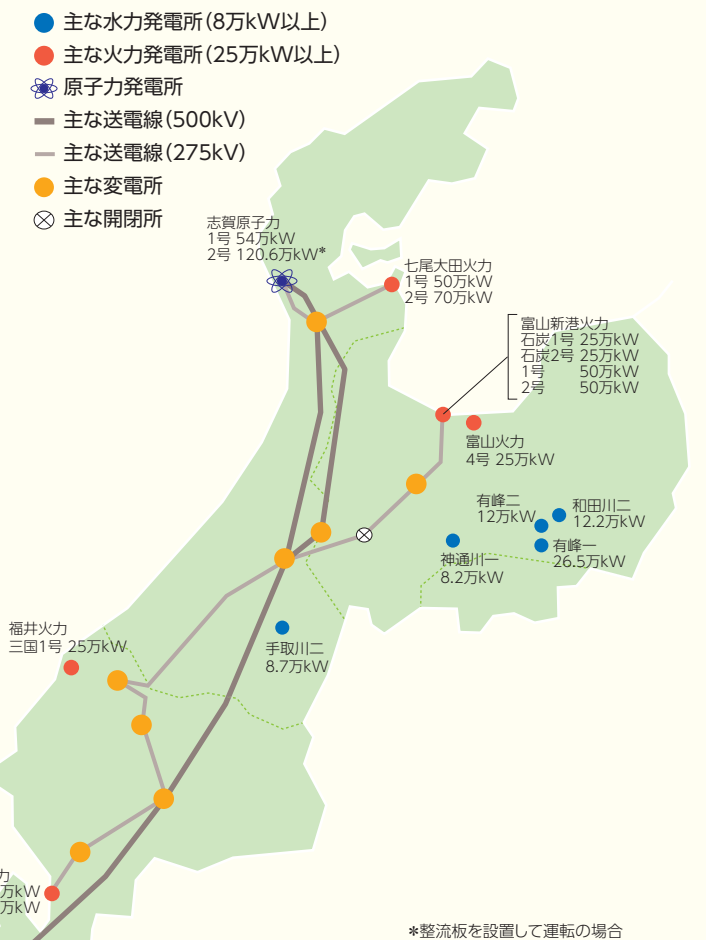 主な水力発電所(8万kW以上)
主な火力発電所(25万kW以上)
原子力発電所
主な送電線(500kV)
主な送電線(275kV)
主な変電所
主な開閉所
志賀原子力
1号 54万kW
2号 120.6万kW*
七尾大田火力
1号 50万kW
2号 70万kW
富山新港火力
石炭1号 25万kW
石炭2号 25万kW
1号 50万kW
2号 50万kW
富山火力
4号 25万kW
有峰二
12万kW
和田川二
12.2万kW
有峰一
26.5万kW
神通川一
8.2万kW
福井火力
三国1号 25万kW
手取川二
8.7万kW
力
万kW
万kW
*整流板を設置して運転の場合